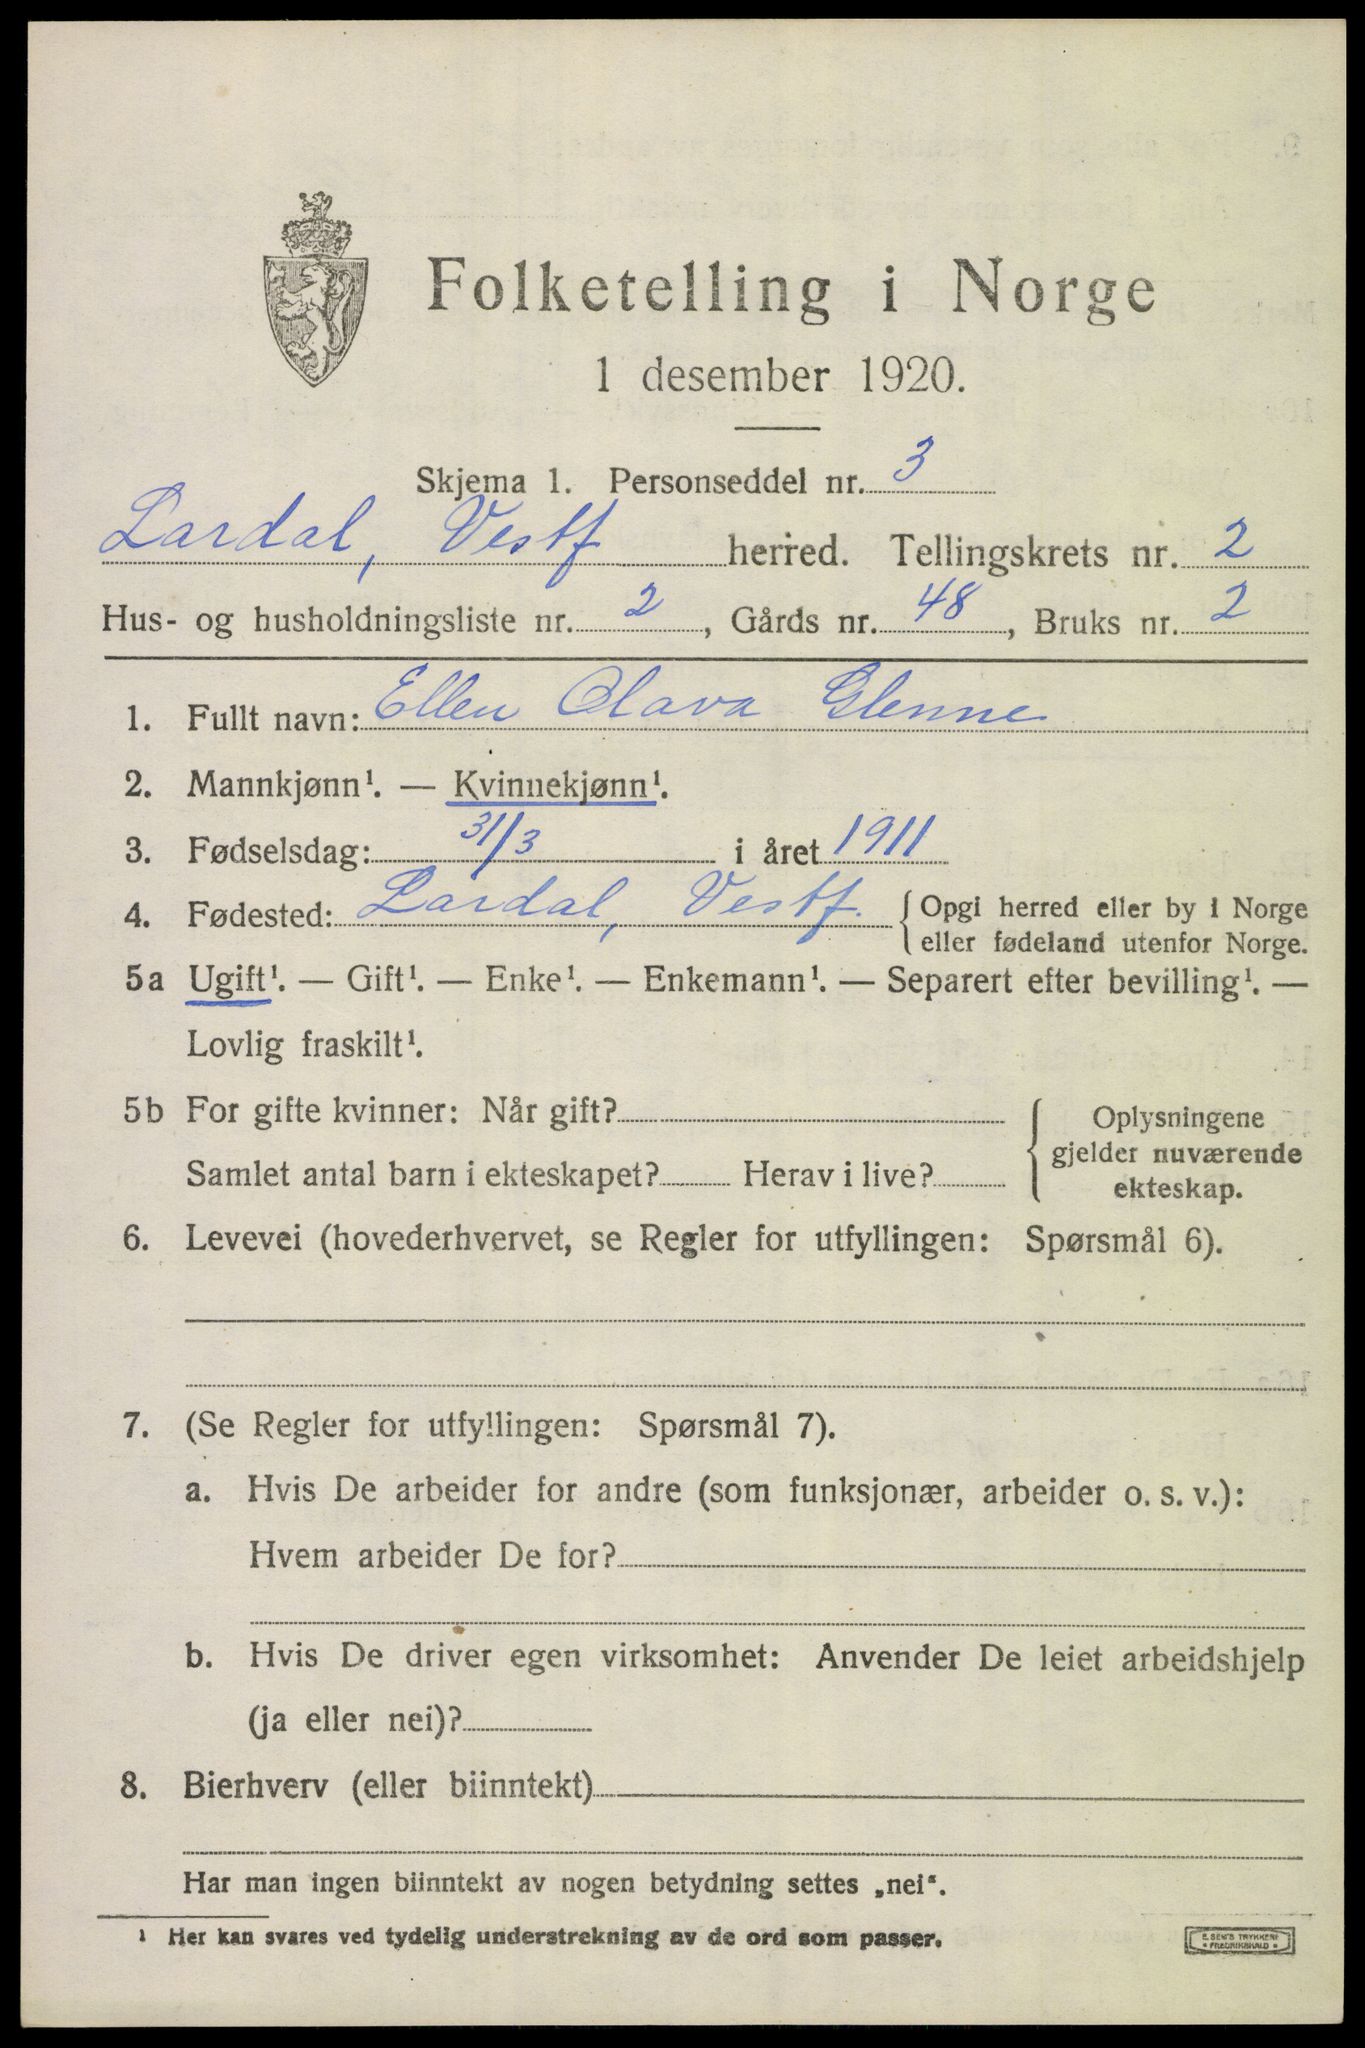 Folketelling i Norge
1 desember 1920.
Skjema 1. Personseddel nr. 3
Lardal, Vestf herred. Tellingskrets nr. 2
Hus- og husholdningsliste nr. 2, Gårds nr. 48, Bruks nr. 2
1. Fullt navn: Ellen Olava Glenne
2. Mannkjønn¹. — Kvinnekjønn¹.
3. Fødselsdag: 31/3 i året 1911
4. Fødested: Lardal, Vestf. { Opgi herred eller by i Norge
eller fødeland utenfor Norge.
5a Ugift¹. — Gift¹. — Enke¹. — Enkemann¹. — Separert efter bevilling¹. —
Lovlig fraskilt¹.
5b For gifte kvinner: Når gift?
Samlet antal barn i ekteskapet? Herav i live?
{ Oplysningene
gjelder nuværende
ekteskap.
6. Levevei (hovederhvervet, se Regler for utfyllingen: Spørsmål 6).
7. (Se Regler for utfyllingen: Spørsmål 7).
a. Hvis De arbeider for andre (som funksjonær, arbeider o. s. v.):
Hvem arbeider De for?
b. Hvis De driver egen virksomhet: Anvender De leiet arbeidshjelp
(ja eller nei)?
8. Bierhverv (eller biinntekt)
Har man ingen biinntekt av nogen betydning settes „nei“.
¹ Her kan svares ved tydelig understrekning av de ord som passer.
E. SEM'S TRYKKERI
• FREDRIKSHALD •